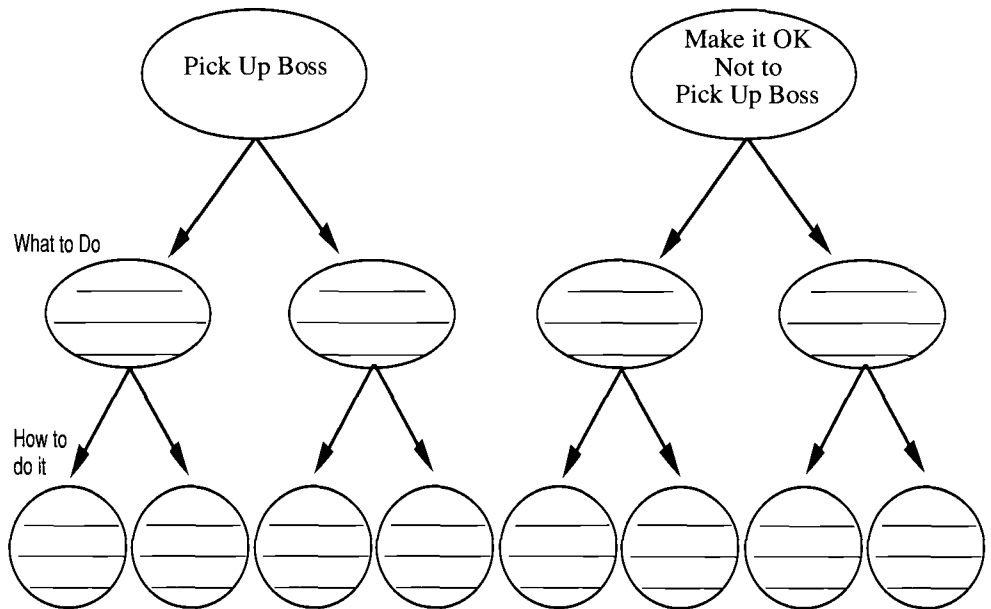 Pick Up Boss
Make it OK
Not to
Pick Up Boss
What to Do
How to
do it